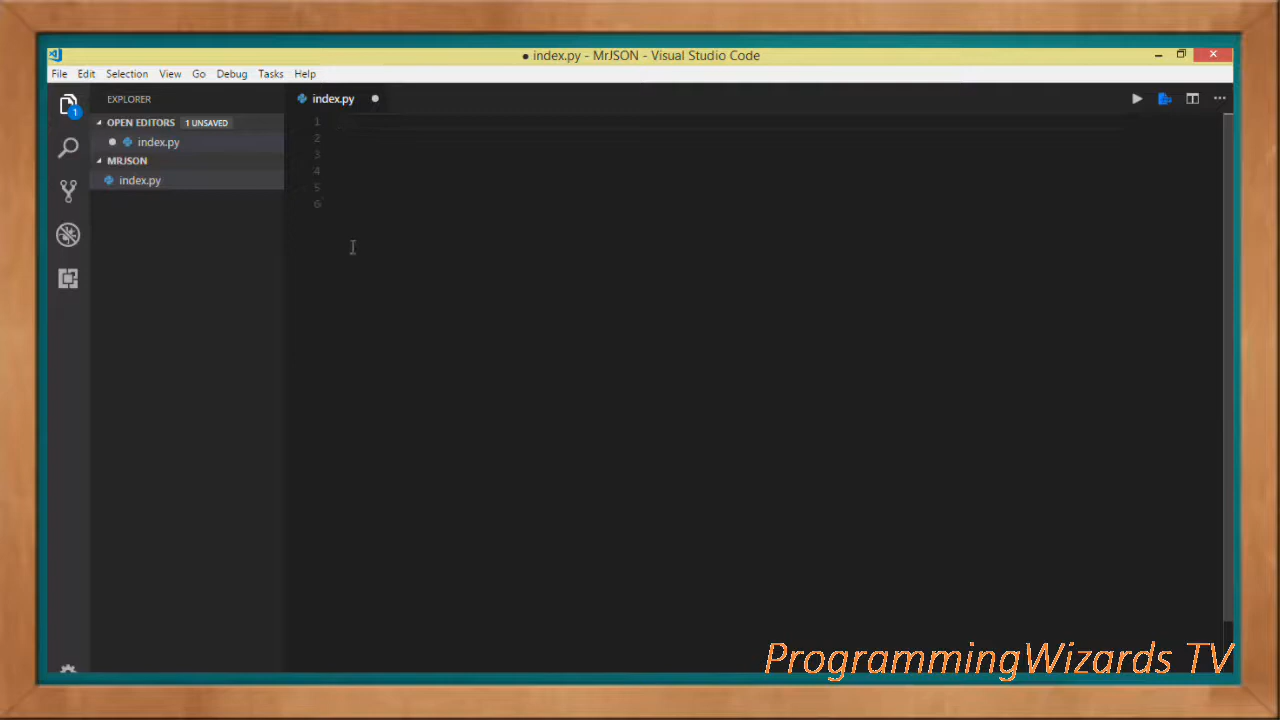 ● index.py - MrJSON - Visual Studio Code
File Edit Selection View Go Debug Tasks Help
EXPLORER
index.py
1
OPEN EDITORS 1 UNSAVED
index.py
MRJSON
index.py
1
2
3
4
5
6
ProgrammingWizards TV